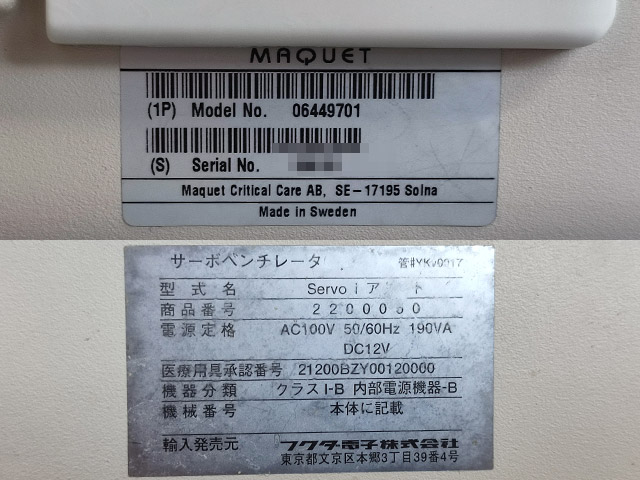 MAQUET
(1P) Model No. 06449701
(S) Serial No.
Maquet Critical Care AB, SE-17195 Solna
Made in Sweden
サーボベンチレータ 管#YKV0017
型式名 Servo i ア ト
商品番号
電源定格 AC100V 50/60Hz 190VA
DC12V
医療用具承認番号 21200BZY00120000
機器分類 クラスI-B 内部電源機器-B
機械番号 本体に記載
輸入発売元 フクダ電子株式会社
東京都文京区本郷3丁目39番4号